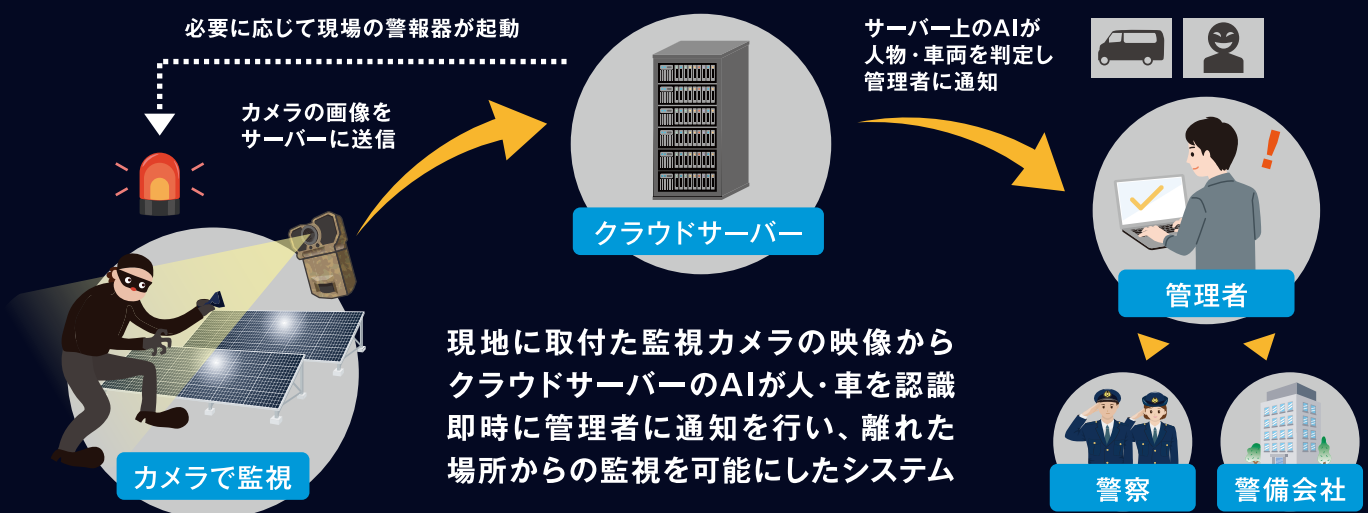 必要に応じて現場の警報器が起動
カメラの画像を
サーバーに送信
サーバー上のAIが
人物・車両を判定し
管理者に通知
クラウドサーバー
管理者
カメラで監視
現地に取付た監視カメラの映像から
クラウドサーバーのAIが人・車を認識
即時に管理者に通知を行い、離れた
場所からの監視を可能にしたシステム
警察
警備会社